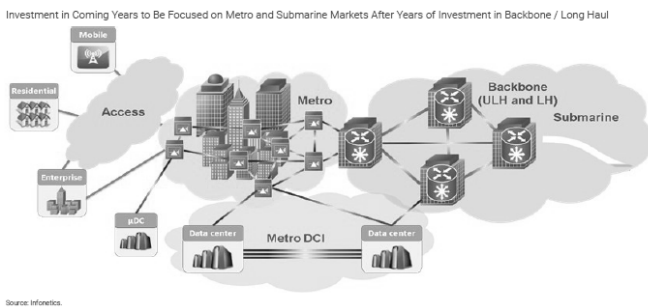 Investment in Coming Years to Be Focused on Metro and Submarine Markets After Years of Investment in Backbone / Long Haul
Mobile
Residential
Access
Metro
Backbone
(ULH and LH)
Submarine
Enterprise
µDC
Data center
Metro DCI
Data center
Source: Infonetics.